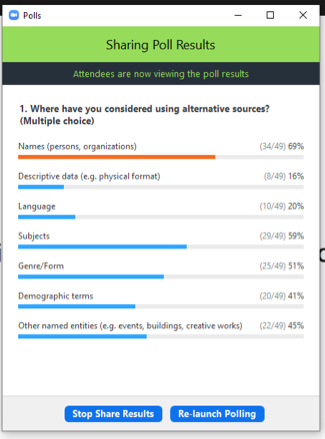 Polls
Sharing Poll Results
Attendees are now viewing the poll results
1. Where have you considered using alternative sources?
(Multiple choice)
Names (persons, organizations) (34/49) 69%
Descriptive data (e.g. physical format) (8/49) 16%
Language (10/49) 20%
Subjects (29/49) 59%
Genre/Form (25/49) 51%
Demographic terms (20/49) 41%
Other named entities (e.g. events, buildings, creative works) (22/49) 45%
Stop Share Results Re-launch Polling